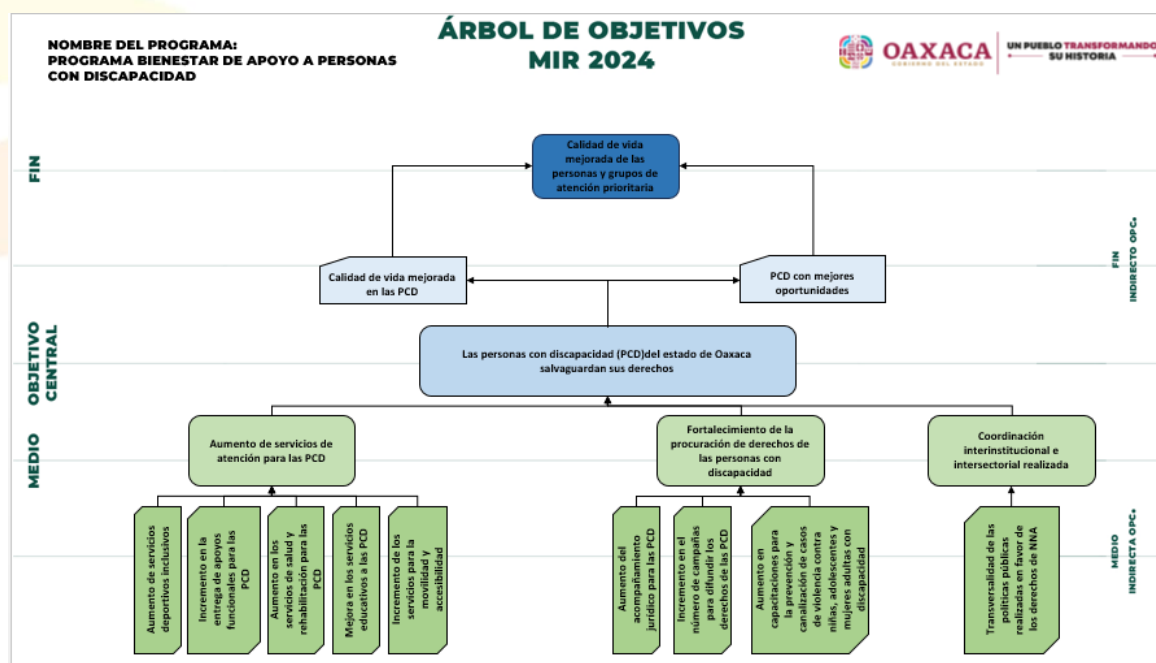 NOMBRE DEL PROGRAMA:
PROGRAMA BIENESTAR DE APOYO A PERSONAS
CON DISCAPACIDAD
ÁRBOL DE OBJETIVOS
MIR 2024
OAXACA
GOBIERNO DEL ESTADO
UN PUEBLO TRANSFORMANDO
SU HISTORIA
FIN
Calidad de vida
mejorada de las
personas y grupos de
atención prioritaria
FIN
INDIRECTO OPC.
Calidad de vida mejorada
en las PCD
PCD con mejores
oportunidades
OBJETIVO
CENTRAL
Las personas con discapacidad (PCD)del estado de Oaxaca
salvaguardan sus derechos
MEDIO
Aumento de servicios de
atención para las PCD
Fortalecimiento de la
procuración de derechos de
las personas con
discapacidad
Coordinación
interinstitucional e
intersectorial realizada
MEDIO
INDIRECTA OPC.
Aumento de servicios
deportivos inclusivos
Incremento en la
entrega de apoyos
funcionales para las
PCD
Aumento en los
servicios de salud y
rehabilitación para las
PCD
Mejora en los servicios
educativos a las PCD
Incremento de los
servicios para la
movilidad y
accesibilidad
Aumento del
acompañamiento
jurídico para las PCD
Incremento en el
número de campañas
para difundir los
derechos de las PCD
Aumento en
capacitaciones para
la prevención y
canalización de casos
de violencia contra
niñas, adolescentes y
mujeres adultas con
discapacidad
Transversalidad de las
políticas públicas
realizadas en favor de
los derechos de NNA